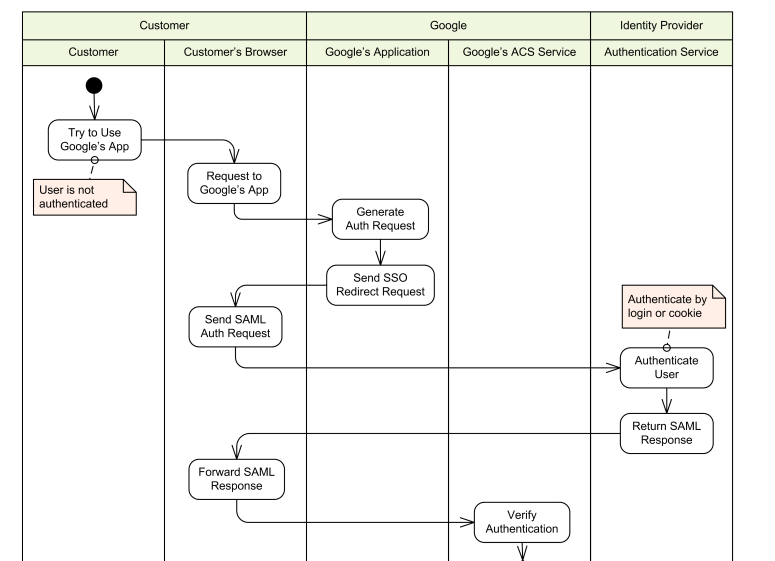 Customer
Google
Identity Provider
Customer
Customer's Browser
Google's Application
Google's ACS Service
Authentication Service
Try to Use
Google's App
User is not
authenticated
Request to
Google's App
Generate
Auth Request
Send SSO
Redirect Request
Send SAML
Auth Request
Authenticate by
login or cookie
Authenticate
User
Return SAML
Response
Forward SAML
Response
Verify
Authentication